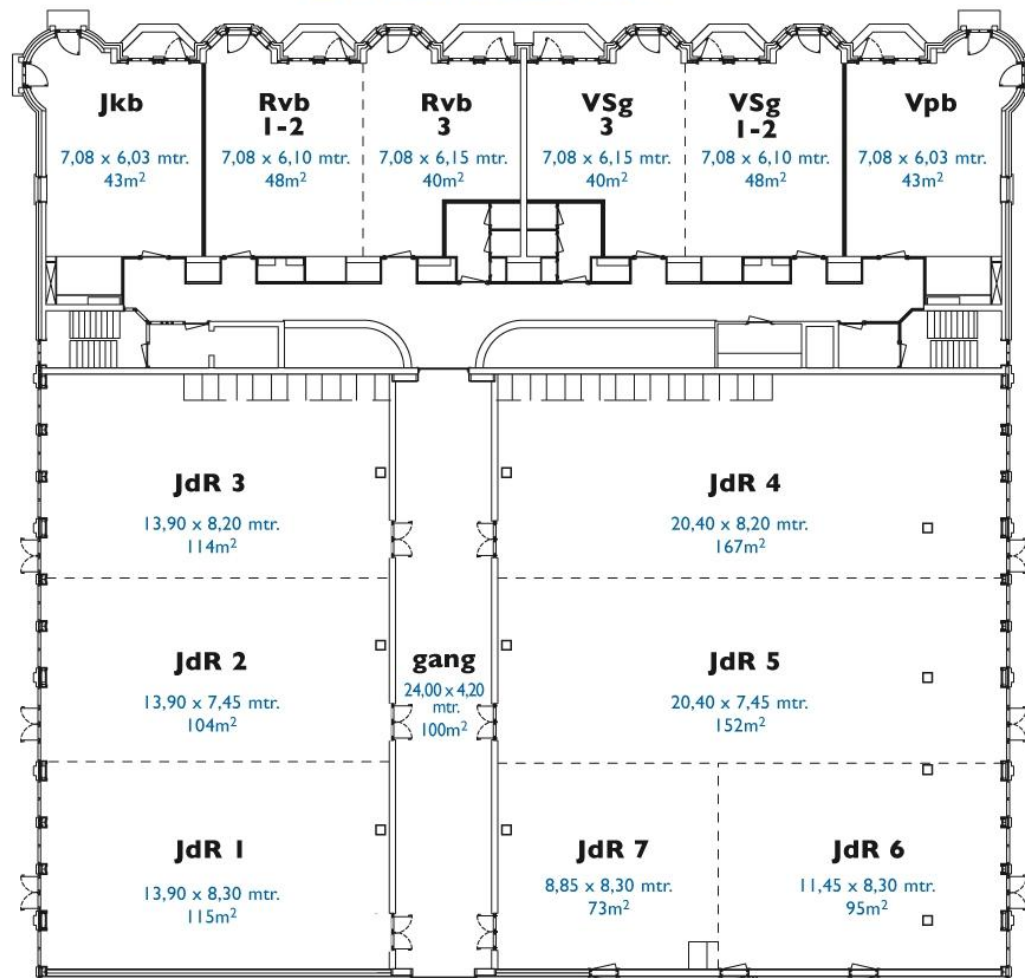 Jkb
7,08 x 6,03 mtr.
43m²
Rvb
1-2
7,08 x 6,10 mtr.
48m²
Rvb
3
7,08 x 6,15 mtr.
40m²
VSg
3
7,08 x 6,15 mtr.
40m²
VSg
1-2
7,08 x 6,10 mtr.
48m²
Vpb
7,08 x 6,03 mtr.
43m²
JdR 3
13,90 x 8,20 mtr.
114m²
JdR 4
20,40 x 8,20 mtr.
167m²
JdR 2
13,90 x 7,45 mtr.
104m²
gang
24,00 x 4,20
mtr.
100m²
JdR 5
20,40 x 7,45 mtr.
152m²
JdR 1
13,90 x 8,30 mtr.
115m²
JdR 7
8,85 x 8,30 mtr.
73m²
JdR 6
11,45 x 8,30 mtr.
95m²